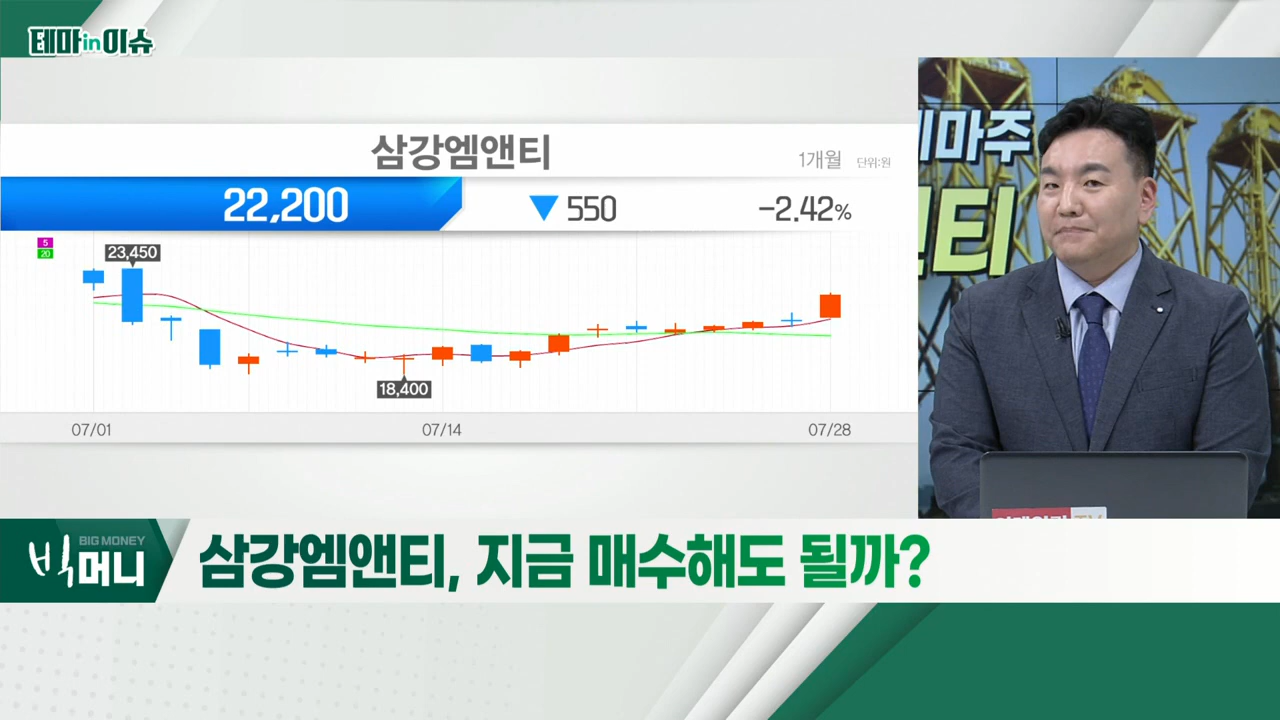 테마in이슈
삼강엠앤티
1개월 단위:원
22,200 ▼ 550 -2.42%
5
20
23,450
18,400
07/01 07/14 07/28
테마주
티
BIG MONEY
빅머니
삼강엠앤티, 지금 매수해도 될까?